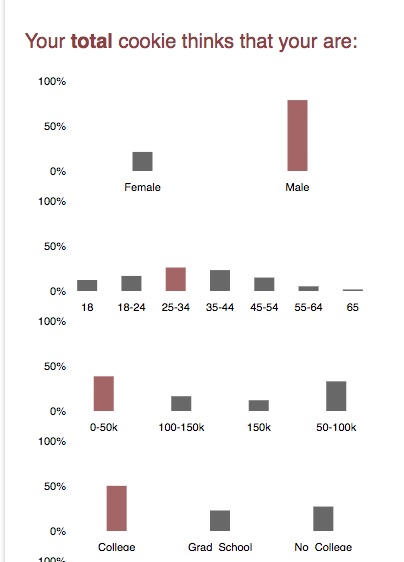 Your total cookie thinks that your are:
100%
50%
0%
Female Male
100%
50%
0%
18 18-24 25-34 35-44 45-54 55-64 65
100%
50%
0%
0-50k 100-150k 150k 50-100k
100%
50%
0%
College Grad School No College
100%